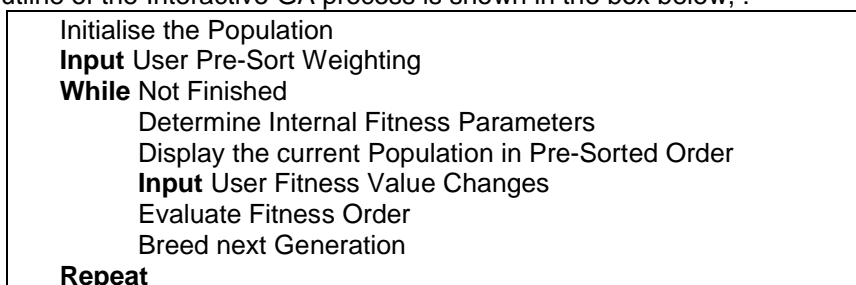 outline of the Interactive GA process is shown in the box below, .
Initialise the Population
Input User Pre-Sort Weighting
While Not Finished
Determine Internal Fitness Parameters
Display the current Population in Pre-Sorted Order
Input User Fitness Value Changes
Evaluate Fitness Order
Breed next Generation
Repeat